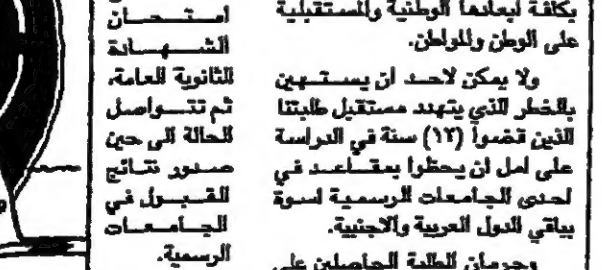 بكافة ابعادها الوطنية والمستقبلية
على الوطن والمواطن.
ولا يمكن لاحد ان يستهين
بالخطر الذي يتهدد مستقبل طلبتنا
الذين قضوا (١٢) سنة في الدراسة
على امل ان يحظوا بمقاعد في
احدى الجامعات الرسمية اسوة
بباقي الدول العربية والاجنبية.
وحرمان الطلبة الحاصلين على
امتحان
الشهادة
الثانوية العامة،
ثم تتواصل
الحالة الى حين
صدور نتائج
القبول في
الجامعات
الرسمية.